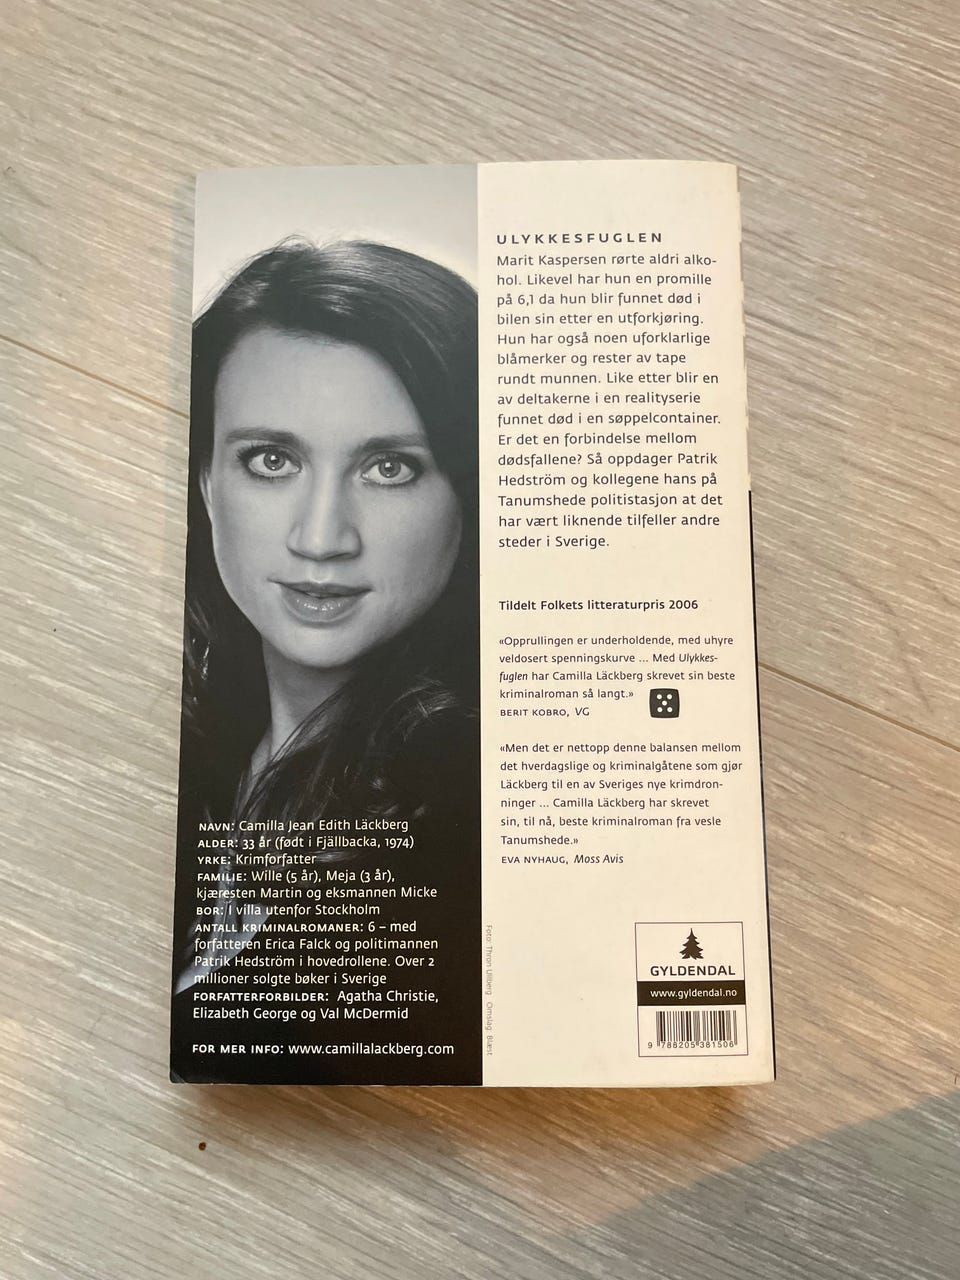 ULYKKESFUGLEN
Marit Kaspersen rørte aldri alko-
hol. Likevel har hun en promille
på 6,1 da hun blir funnet død i
bilen sin etter en utforkjøring.
Hun har også noen uforklarlige
blåmerker og rester av tape
rundt munnen. Like etter blir en
av deltakerne i en realityserie
funnet død i en søppelcontainer.
Er det en forbindelse mellom
dødsfallene? Så oppdager Patrik
Hedström og kollegene hans på
Tanumshede politistasjon at det
har vært liknende tilfeller andre
steder i Sverige.
Tildelt Folkets litteraturpris 2006
«Opprullingen er underholdende, med uhyre
veldosert spenningskurve ... Med Ulykkes-
fuglen har Camilla Läckberg skrevet sin beste
kriminalroman så langt.»
BERIT KOBRO, VG
«Men det er nettopp denne balansen mellom
det hverdagslige og kriminalgåtene som gjør
Läckberg til en av Sveriges nye krimdron-
ninger ... Camilla Läckberg har skrevet
sin, til nå, beste kriminalroman fra vesle
Tanumshede.»
EVA NYHAUG, Moss Avis
NAVN: Camilla Jean Edith Läckberg
ALDER: 33 år (født i Fjällbacka, 1974)
YRKE: Krimforfatter
FAMILIE: Wille (5 år), Meja (3 år),
kjæresten Martin og eksmannen Micke
BOR: I villa utenfor Stockholm
ANTALL KRIMINALROMANER: 6 – med
forfatteren Erica Falck og politimannen
Patrik Hedström i hovedrollene. Over 2
millioner solgte bøker i Sverige
FORFATTERFORBILDER: Agatha Christie,
Elizabeth George og Val McDermid
FOR MER INFO: www.camillalackberg.com
Foto: Thron Ullberg Omslag: Blæst
GYLDENDAL
www.gyldendal.no
9 788205 381506